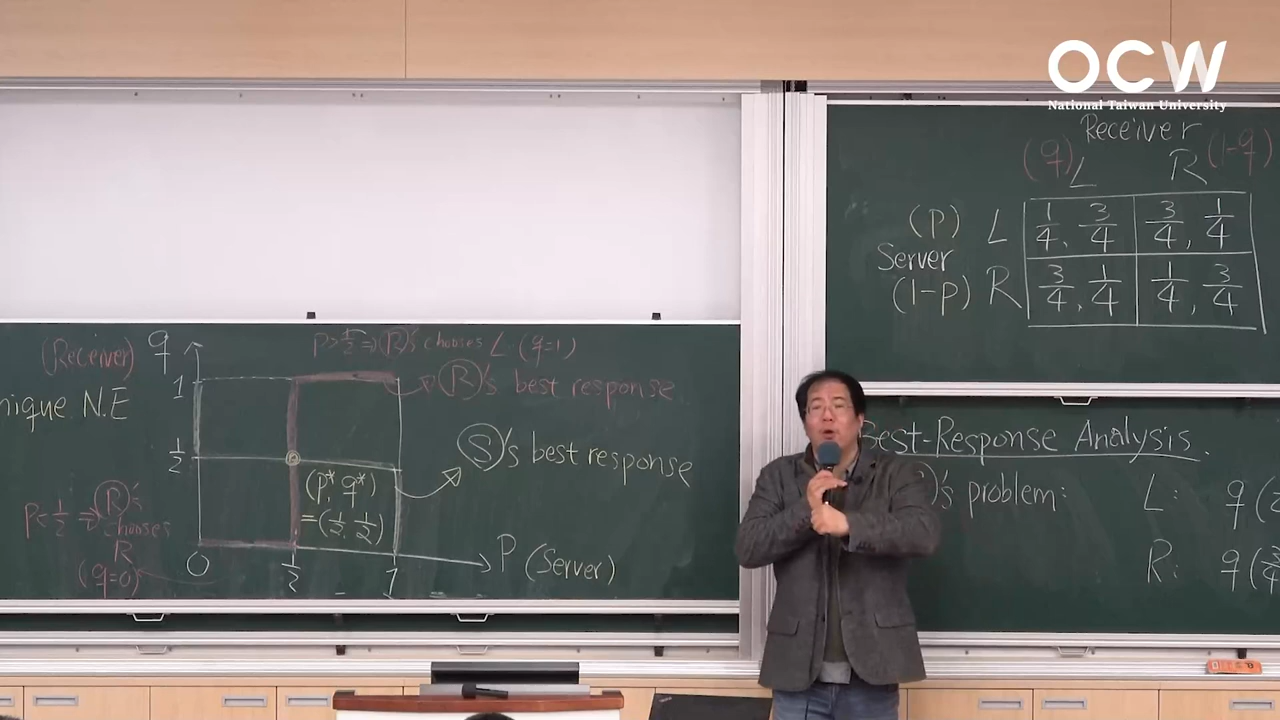 OCW
National Taiwan University
(Receiver) q
p>1/2 ⇒ (R)'s chooses L (q=1)
1
(R)'s best response
nique N.E
1/2
(S)'s best response
(p*, q*)
=(1/2, 1/2)
p<1/2 ⇒ (R)'s
chooses
R
(q=0)
0
1/2
1
P (Server)
Receiver
(q) L R (1-q)
(P) L 1/4, 3/4 3/4, 1/4
Server
(1-p) R 3/4, 1/4 1/4, 3/4
Best-Response Analysis.
)'s problem: L: q(
R: q(3/4